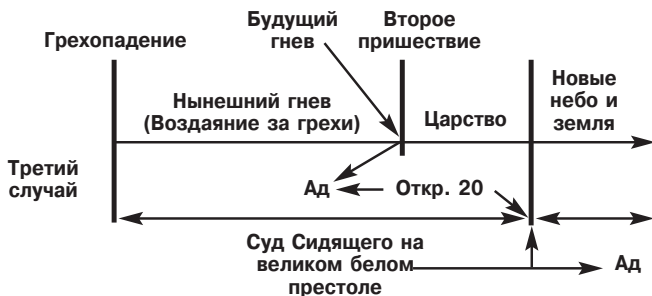 Грехопадение
Будущий
гнев
Второе
пришествие
Нынешний гнев
(Воздаяние за грехи)
Царство
Новые
небо и
земля
Третий
случай
Ад
Откр. 20
Суд Сидящего на
великом белом
престоле
Ад